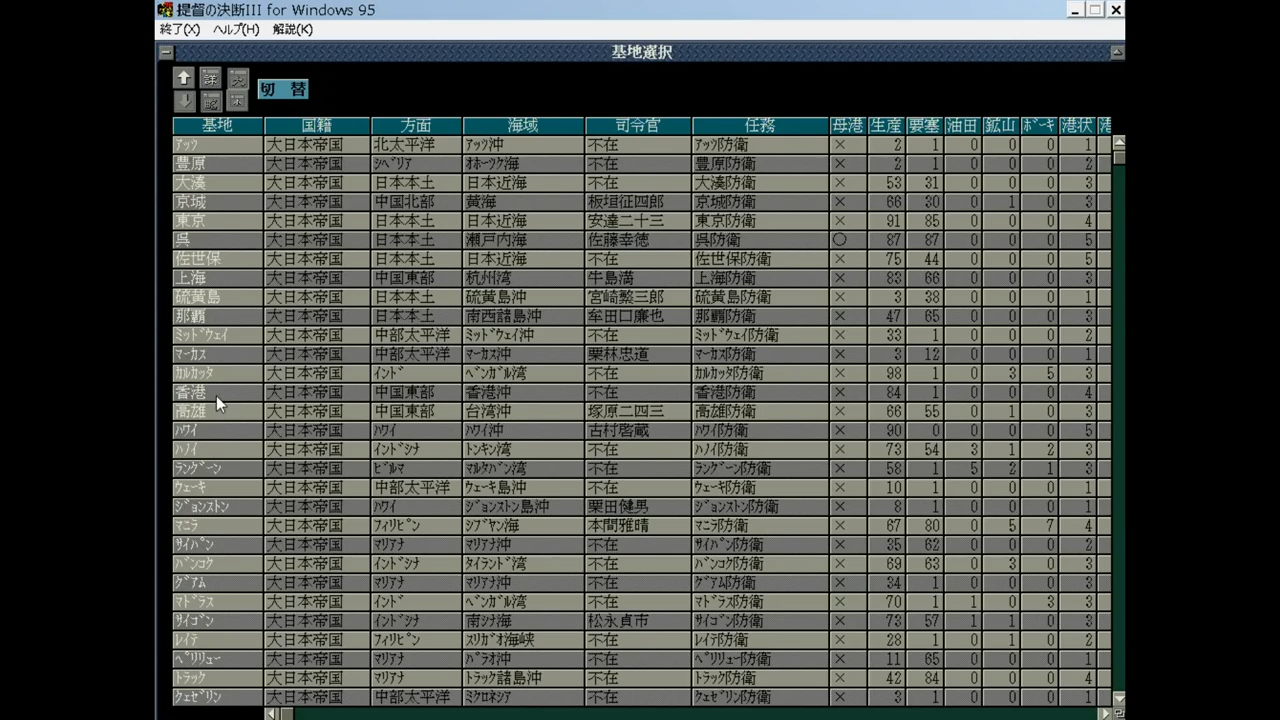 提督の決断III for Windows 95
終了(X) ヘルプ(H) 解説(K)
基地選択
詳
略
切 替
基地 国籍 方面 海域 司令官 任務 母港 生産 要塞 油田 鉱山 ボーキ 港状 港
アッツ 大日本帝国 北太平洋 アッツ沖 不在 アッツ防衛 × 2 1 0 0 0 1
豊原 大日本帝国 シベリア オホーツク海 不在 豊原防衛 × 2 1 0 0 0 2
大湊 大日本帝国 日本本土 日本近海 不在 大湊防衛 × 53 31 0 0 0 3
京城 大日本帝国 中国北部 黄海 板垣征四郎 京城防衛 × 66 30 0 1 0 3
東京 大日本帝国 日本本土 日本近海 安達二十三 東京防衛 × 91 85 0 0 0 4
呉 大日本帝国 日本本土 瀬戸内海 佐藤幸徳 呉防衛 ○ 87 87 0 0 0 5
佐世保 大日本帝国 日本本土 日本近海 不在 佐世保防衛 × 75 44 0 0 0 5
上海 大日本帝国 中国東部 杭州湾 牛島満 上海防衛 × 83 66 0 0 0 3
硫黄島 大日本帝国 日本本土 硫黄島沖 宮崎繁三郎 硫黄島防衛 × 3 38 0 0 0 1
那覇 大日本帝国 日本本土 南西諸島沖 牟田口廉也 那覇防衛 × 47 65 0 0 0 3
ミッドウェイ 大日本帝国 中部太平洋 ミッドウェイ沖 不在 ミッドウェイ防衛 × 33 1 0 0 0 2
マーカス 大日本帝国 中部太平洋 マーカス沖 栗林忠道 マーカス防衛 × 3 12 0 0 0 1
カルカッタ 大日本帝国 インド ベンガル湾 不在 カルカッタ防衛 × 98 1 0 3 5 3
香港 大日本帝国 中国東部 香港沖 不在 香港防衛 × 84 1 0 0 0 4
高雄 大日本帝国 中国東部 台湾沖 塚原二四三 高雄防衛 × 66 55 0 1 0 3
ハワイ 大日本帝国 ハワイ ハワイ沖 古村啓蔵 ハワイ防衛 × 90 0 0 0 0 5
ハノイ 大日本帝国 インドシナ トンキン湾 不在 ハノイ防衛 × 73 54 3 1 2 3
ラングーン 大日本帝国 ビルマ マルタバン湾 不在 ラングーン防衛 × 58 1 5 2 1 3
ウェーキ 大日本帝国 中部太平洋 ウェーキ島沖 不在 ウェーキ防衛 × 10 1 0 0 0 1
ジョンストン 大日本帝国 ハワイ ジョンストン島沖 栗田健男 ジョンストン防衛 × 8 1 0 0 0 1
マニラ 大日本帝国 フィリピン シブヤン海 本間雅晴 マニラ防衛 × 67 80 0 5 7 4
サイパン 大日本帝国 マリアナ マリアナ沖 不在 サイパン防衛 × 35 62 0 0 0 2
バンコク 大日本帝国 インドシナ タイランド湾 不在 バンコク防衛 × 69 63 0 3 0 3
グアム 大日本帝国 マリアナ マリアナ沖 不在 グアム防衛 × 34 1 0 0 0 2
マドラス 大日本帝国 インド ベンガル湾 不在 マドラス防衛 × 70 1 1 0 3 3
サイゴン 大日本帝国 インドシナ 南シナ海 松永貞市 サイゴン防衛 × 73 57 1 1 0 3
レイテ 大日本帝国 フィリピン スリガオ海峡 不在 レイテ防衛 × 28 1 0 1 0 2
ペリリュー 大日本帝国 マリアナ パラオ沖 不在 ペリリュー防衛 × 11 65 0 0 0 1
トラック 大日本帝国 マリアナ トラック諸島沖 不在 トラック防衛 × 42 84 0 0 0 4
クェゼリン 大日本帝国 中部太平洋 ミクロネシア 不在 クェゼリン防衛 × 3 1 0 0 0 1